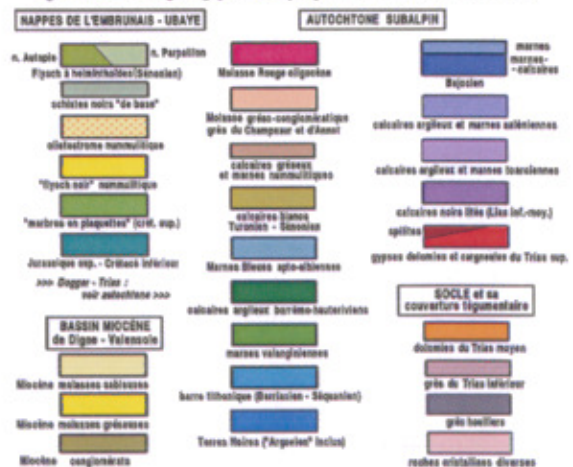 NAPPES DE L'EMBRUNAIS - UBAYE
n. Autapie
n. Parpaillon
Flysch à helminthoïdes (Sénonien)
schistes noirs "de base"
olistostrome nummulitique
"flysch noir" nummulitique
"marbres en plaquettes" (crét. sup.)
Jurassique sup. - Crétacé inférieur
>>> Dogger - Trias :
voir autochtone >>>
BASSIN MIOCÈNE
de Digne - Valensole
Miocène molasses sableuses
Miocène molasses gréseuses
Miocène conglomérats
AUTOCHTONE SUBALPIN
Molasse Rouge oligocène
Molasse gréso-conglomératique
grès du Champsaur et d'Annot
calcaires gréseux
et marnes nummulitiques
calcaires blancs
Turonien - Sénonien
Marnes Bleues apto-albiennes
calcaires argileux barrémo-hauteriviens
marnes valanginiennes
barre tithonique (Berriasien - Séquanien)
Terres Noires ("Argovien" inclus)
marnes
marnes-
-calcaires
Bajocien
calcaires argileux et marnes aaléniennes
calcaires argileux et marnes toarciennes
calcaires noirs lités (Lias inf.-moy.)
spilites
gypses dolomies et cargneules du Trias sup.
SOCLE et sa
couverture tégumentaire
dolomies du Trias moyen
grès du Trias inférieur
grès houillers
roches cristallines diverses